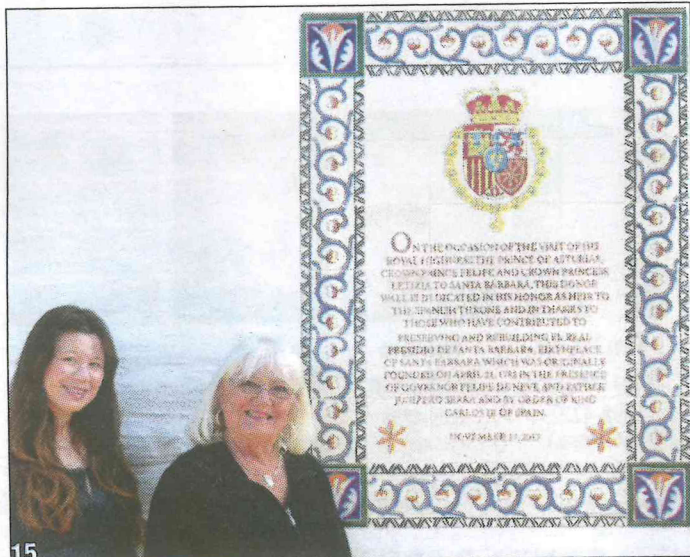 ON THE OCCASION OF THE VISIT OF HIS
ROYAL HIGHNESS THE PRINCE OF ASTURIAS,
CROWN PRINCE FELIPE AND CROWN PRINCESS
LETIZIA TO SANTA BARBARA, THIS DONOR
WALL IS DEDICATED IN HIS HONOR AS HEIR TO
THE SPANISH THRONE AND IN THANKS TO
THOSE WHO HAVE CONTRIBUTED TO
PRESERVING AND REBUILDING EL REAL
PRESIDIO DE SANTA BARBARA, BIRTHPLACE
OF SANTA BARBARA WHICH WAS ORIGINALLY
FOUNDED ON APRIL 21, 1782 IN THE PRESENCE
OF GOVERNOR FELIPE DE NEVE AND FATHER
JUNIPERO SERRA AND BY ORDER OF KING
CARLOS III OF SPAIN.
NOVEMBER
15